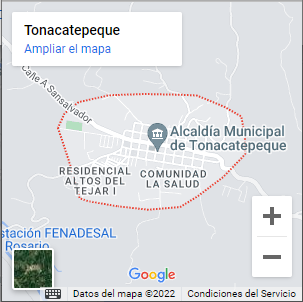 Tonacatepeque
Ampliar el mapa
Calle A Sansalvador
Alcaldía Municipal
de Tonacatepeque
RESIDENCIAL
ALTOS DEL
TEJAR I
COMUNIDAD
LA SALUD
stación FENADESAL
Rosario
+
−
Google
Datos del mapa ©2022
Condiciones del Servicio